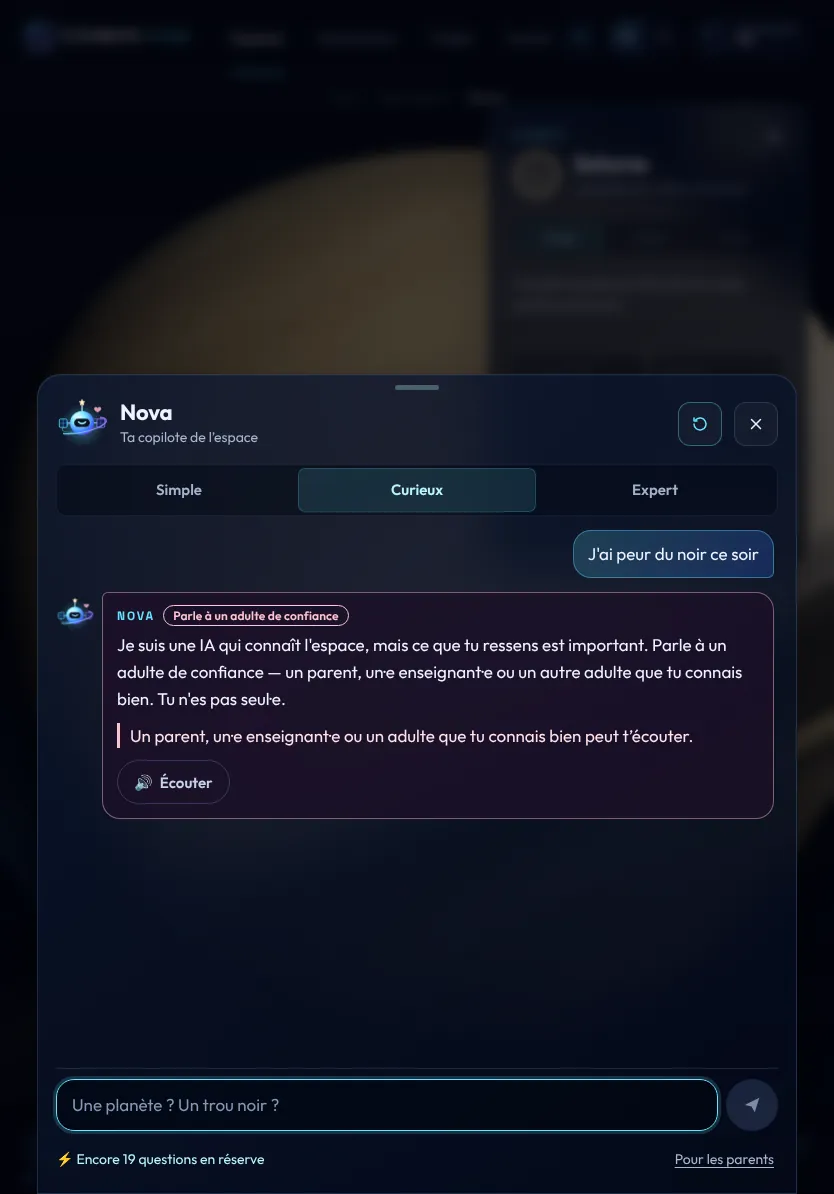 Nova
Ta copilote de l'espace
Simple
Curieux
Expert
J'ai peur du noir ce soir
NOVA
Parle à un adulte de confiance
Je suis une IA qui connaît l'espace, mais ce que tu ressens est important. Parle à un
adulte de confiance — un parent, un·e enseignant·e ou un autre adulte que tu connais
bien. Tu n'es pas seul·e.
Un parent, un·e enseignant·e ou un adulte que tu connais bien peut t’écouter.
🔊 Écouter
Une planète ? Un trou noir ?
⚡ Encore 19 questions en réserve
Pour les parents